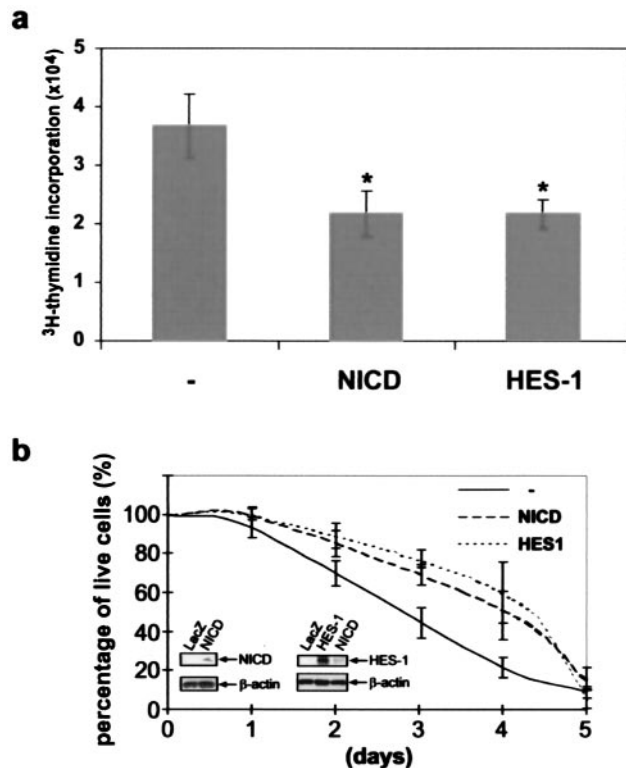 a
³H-thymidine incorporation (x10⁴)
5
4
3
2
1
0
*
*
-
NICD
HES-1
b
percentage of live cells (%)
100
80
60
40
20
0
-
NICD
HES1
LacZ
NICD
NICD
β-actin
LacZ
HES-1
NICD
HES-1
β-actin
0
1
2
3
4
5
(days)